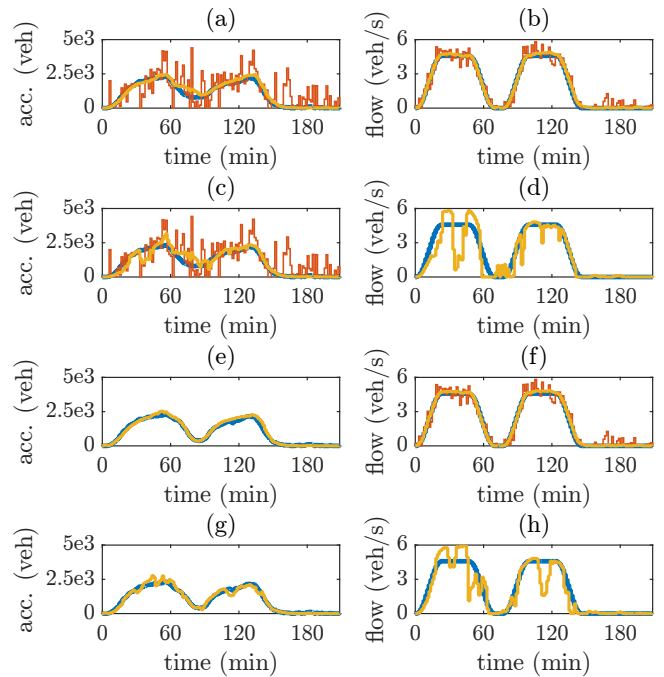 (a) (b)
acc. (veh) 5e3 2.5e3 0 flow (veh/s) 6 3 0
0 60 120 180 0 60 120 180
time (min) time (min)
(c) (d)
acc. (veh) 5e3 2.5e3 0 flow (veh/s) 6 3 0
0 60 120 180 0 60 120 180
time (min) time (min)
(e) (f)
acc. (veh) 5e3 2.5e3 0 flow (veh/s) 6 3 0
0 60 120 180 0 60 120 180
time (min) time (min)
(g) (h)
acc. (veh) 5e3 2.5e3 0 flow (veh/s) 6 3 0
0 60 120 180 0 60 120 180
time (min) time (min)